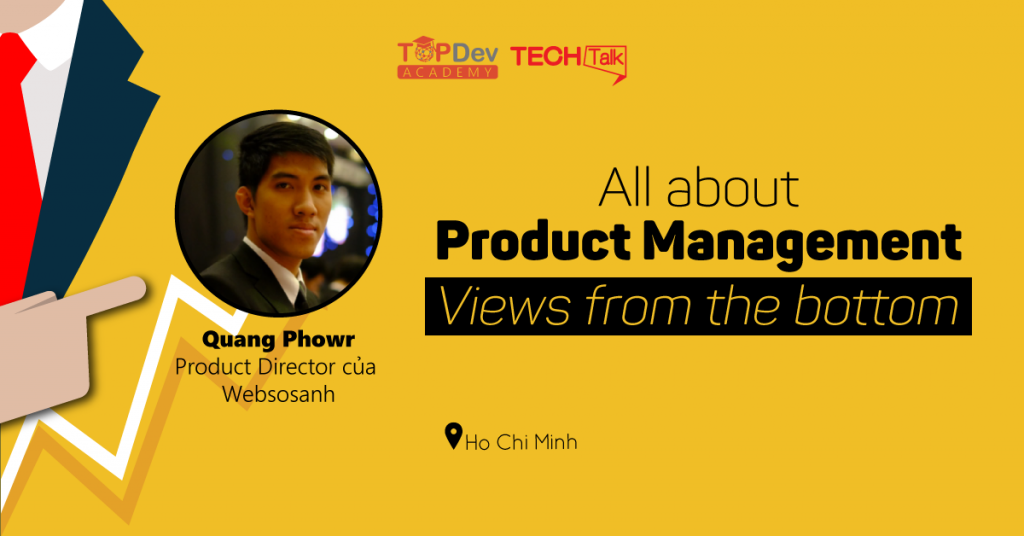 TOPDev
ACADEMY
TECH Talk
All about
Product Management
Views from the bottom
Quang Phowr
Product Director của
Websosanh
Ho Chi Minh